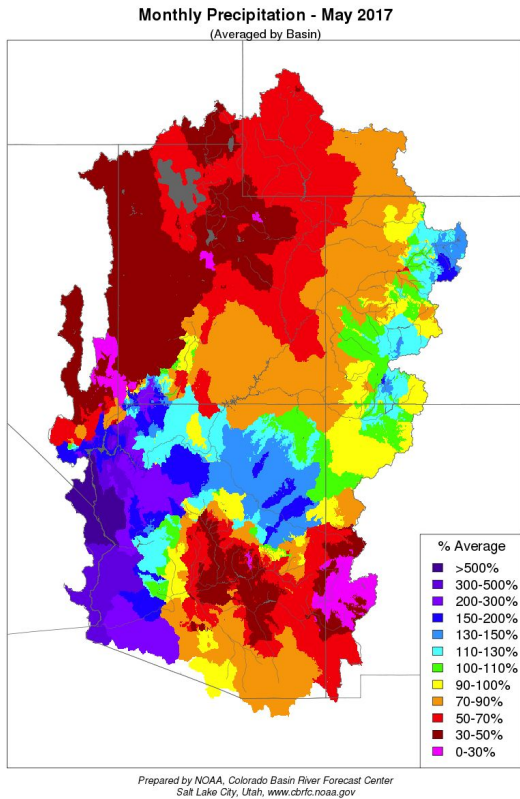 Monthly Precipitation - May 2017
(Averaged by Basin)
% Average
>500%
300-500%
200-300%
150-200%
130-150%
110-130%
100-110%
90-100%
70-90%
50-70%
30-50%
0-30%
Prepared by NOAA, Colorado Basin River Forecast Center
Salt Lake City, Utah, www.cbrfc.noaa.gov